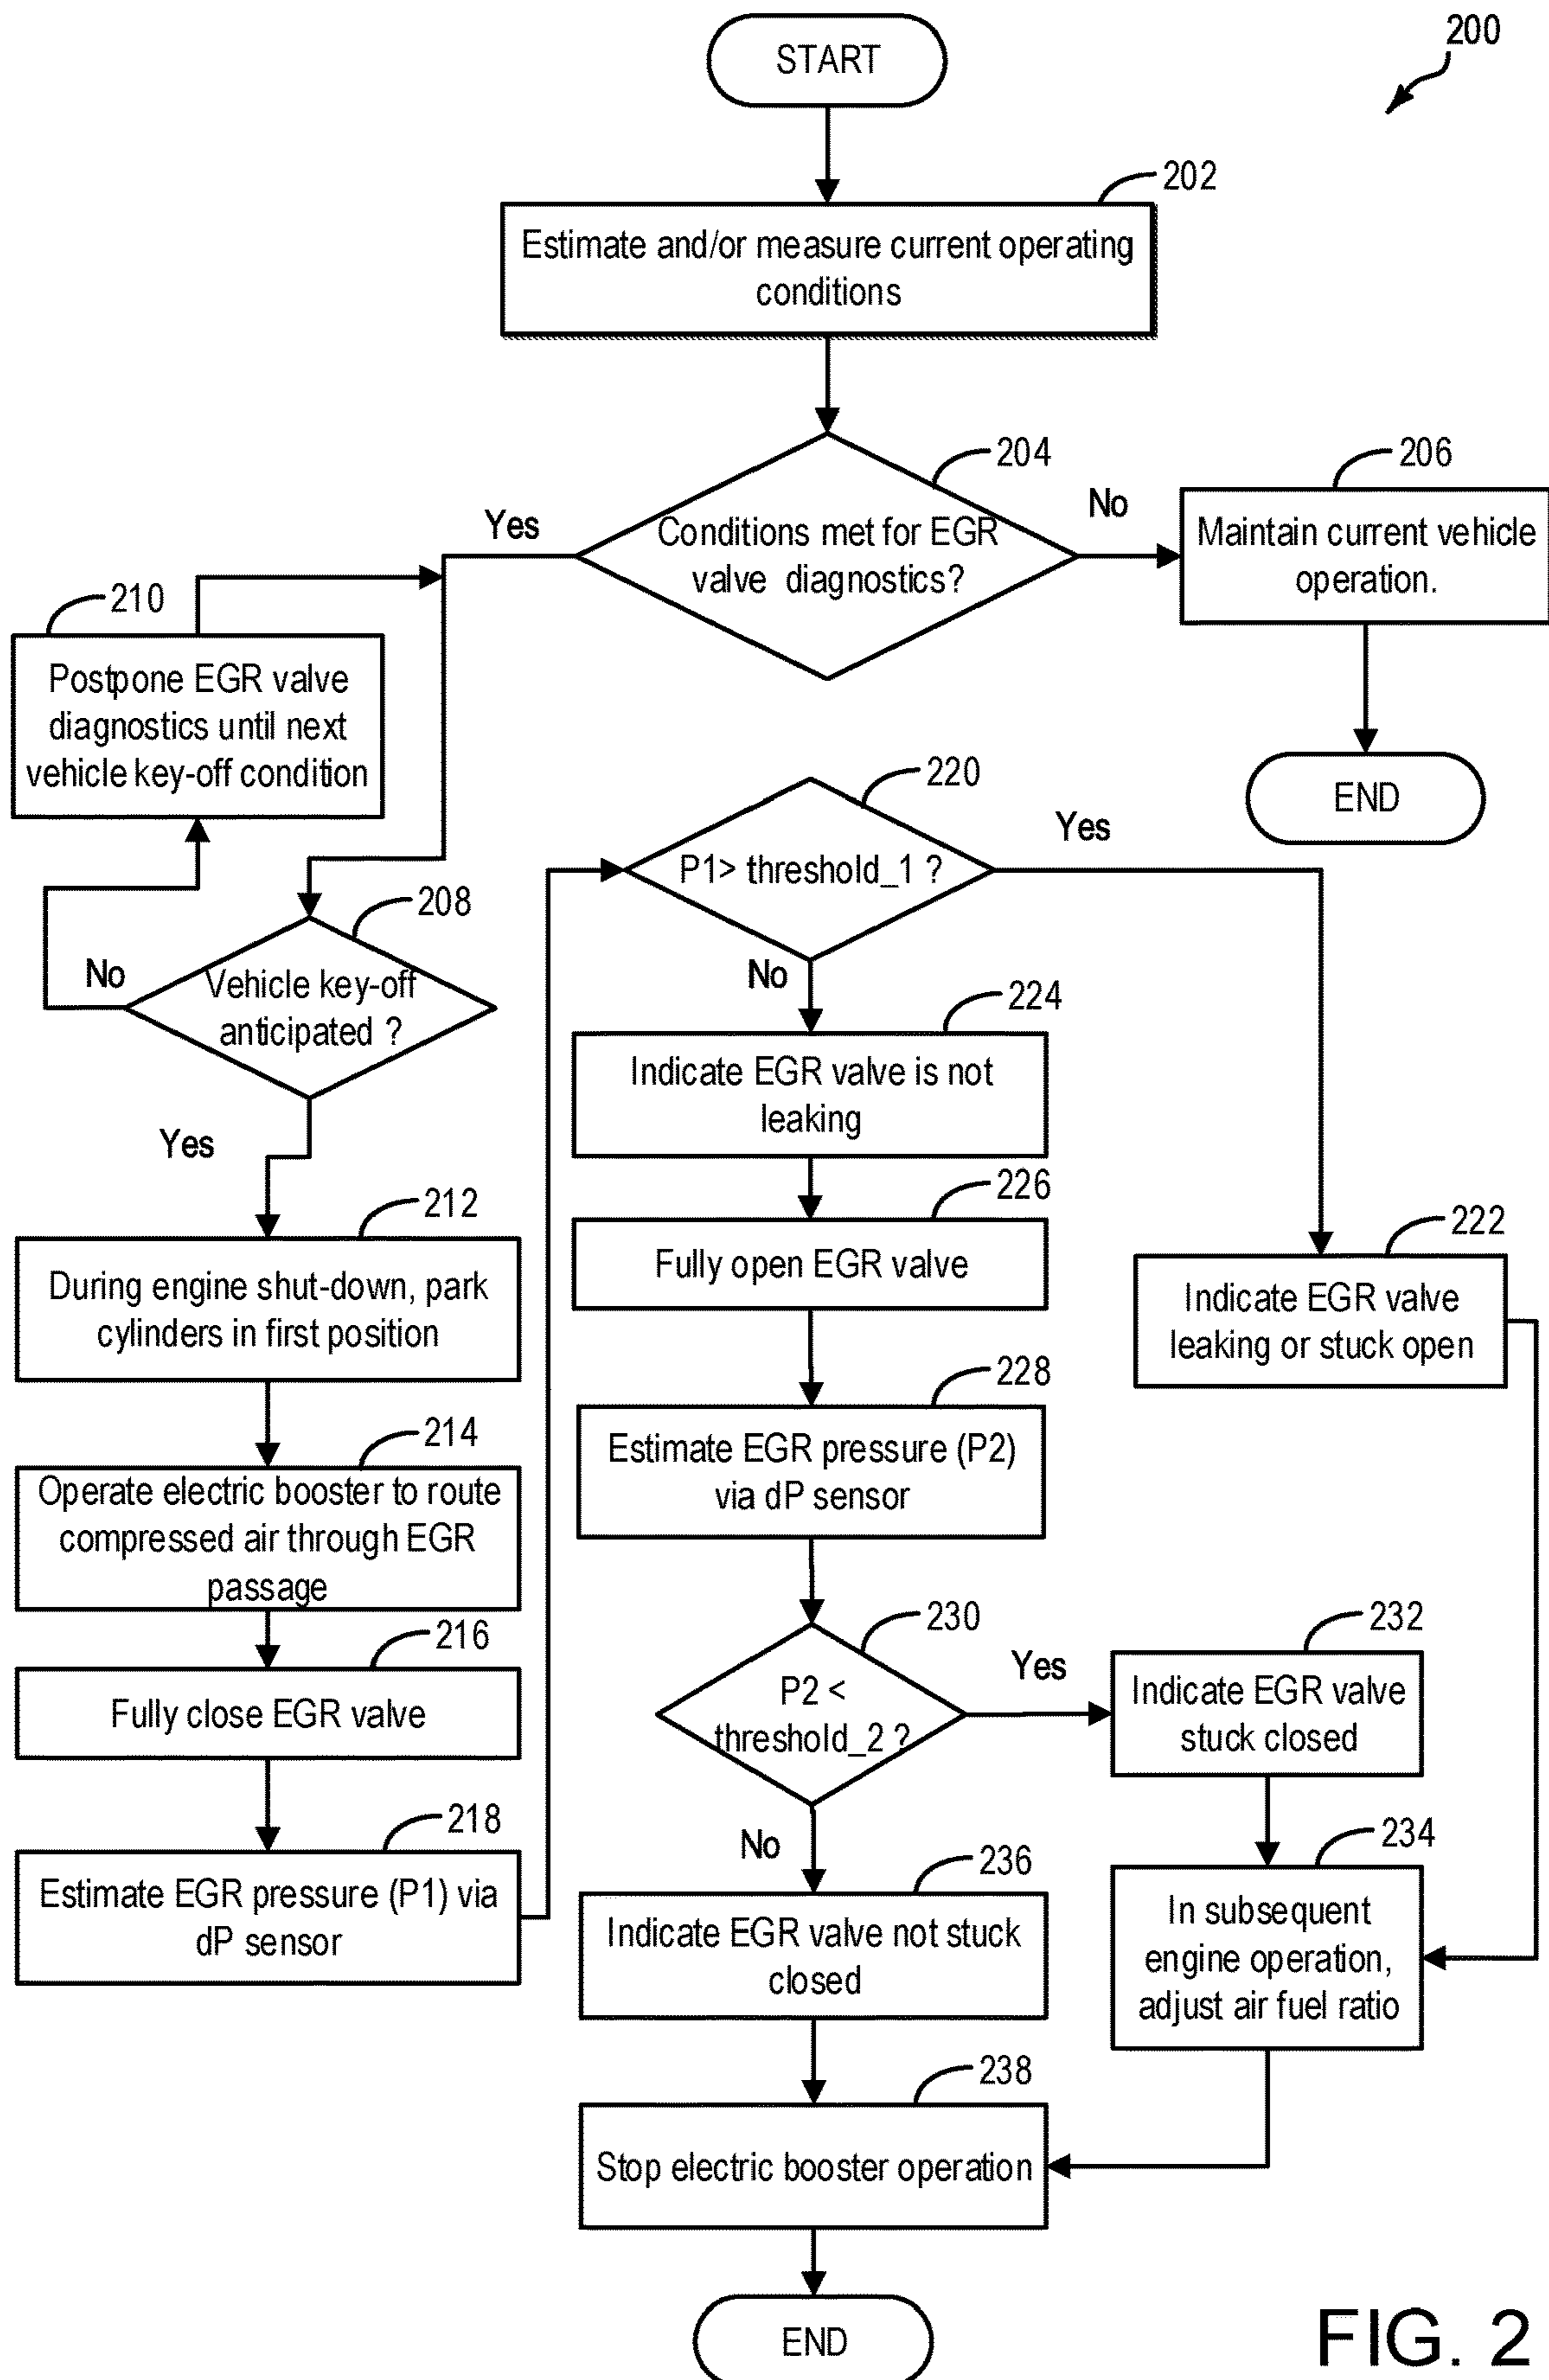 START
200
202
Estimate and/or measure current operating
conditions
204
Conditions met for EGR
valve diagnostics?
Yes
No
206
Maintain current vehicle
operation.
END
210
Postpone EGR valve
diagnostics until next
vehicle key-off condition
208
Vehicle key-off
anticipated ?
No
Yes
212
During engine shut-down, park
cylinders in first position
214
Operate electric booster to route
compressed air through EGR
passage
216
Fully close EGR valve
218
Estimate EGR pressure (P1) via
dP sensor
220
P1> threshold_1 ?
Yes
No
224
Indicate EGR valve is not
leaking
226
Fully open EGR valve
222
Indicate EGR valve
leaking or stuck open
228
Estimate EGR pressure (P2)
via dP sensor
230
P2 <
threshold_2 ?
Yes
No
232
Indicate EGR valve
stuck closed
234
In subsequent
engine operation,
adjust air fuel ratio
236
Indicate EGR valve not stuck
closed
238
Stop electric booster operation
END
FIG. 2